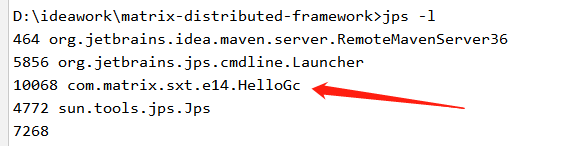 D:\ideawork\matrix-distributed-framework>jps -l
464 org.jetbrains.idea.maven.server.RemoteMavenServer36
5856 org.jetbrains.jps.cmdline.Launcher
10068 com.matrix.sxt.e14.HelloGc
4772 sun.tools.jps.Jps
7268